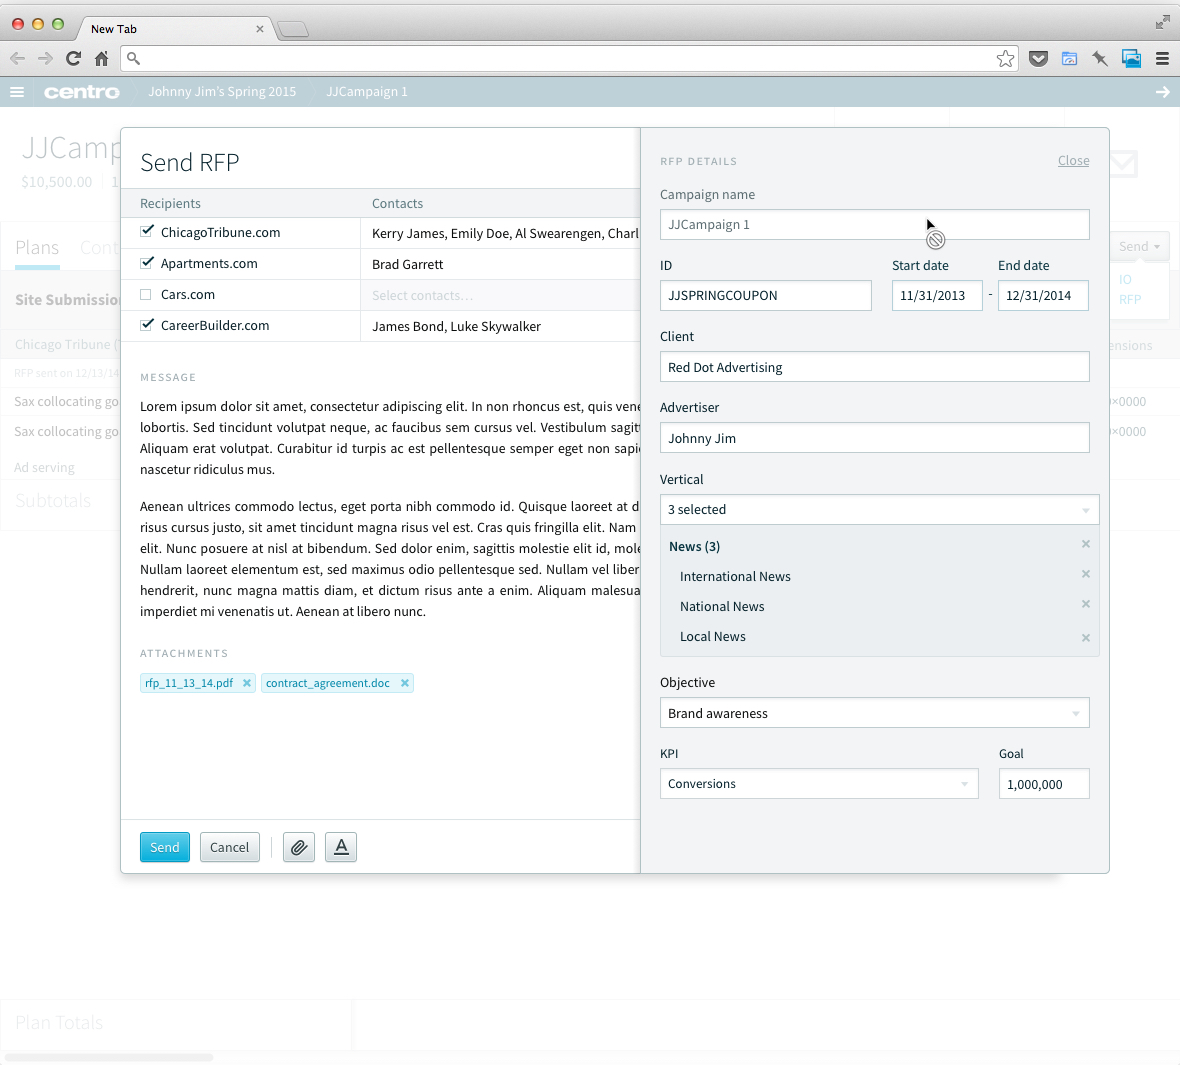 New Tab
centro
Johnny Jim's Spring 2015
JJCampaign 1
JJCamp
$10,500.00
Plans
Cont
Site Submission
Chicago Tribune (
RFP sent on 12/13/14
Sax collocating go
Sax collocating go
Ad serving
Subtotals
Plan Totals
Send
IO
RFP
ensions
×0000
×0000
Send RFP
Recipients
Contacts
ChicagoTribune.com
Kerry James, Emily Doe, Al Swearengen, Charl
Apartments.com
Brad Garrett
Cars.com
Select contacts...
CareerBuilder.com
James Bond, Luke Skywalker
MESSAGE
Lorem ipsum dolor sit amet, consectetur adipiscing elit. In non rhoncus est, quis vene
lobortis. Sed tincidunt volutpat neque, ac faucibus sem cursus vel. Vestibulum sagitt
Aliquam erat volutpat. Curabitur id turpis ac est pellentesque semper eget non sapie
nascetur ridiculus mus.
Aenean ultrices commodo lectus, eget porta nibh commodo id. Quisque laoreet at d
risus cursus justo, sit amet tincidunt magna risus vel est. Cras quis fringilla elit. Nam
elit. Nunc posuere at nisl at bibendum. Sed dolor enim, sagittis molestie elit id, mole
Nullam laoreet elementum est, sed maximus odio pellentesque sed. Nullam vel liber
hendrerit, nunc magna mattis diam, et dictum risus ante a enim. Aliquam malesua
imperdiet mi venenatis ut. Aenean at libero nunc.
ATTACHMENTS
rfp_11_13_14.pdf
contract_agreement.doc
Send
Cancel
A
RFP DETAILS
Close
Campaign name
JJCampaign 1
ID
Start date
End date
JJSPRINGCOUPON
11/31/2013
-
12/31/2014
Client
Red Dot Advertising
Advertiser
Johnny Jim
Vertical
3 selected
News (3)
International News
National News
Local News
Objective
Brand awareness
KPI
Goal
Conversions
1,000,000